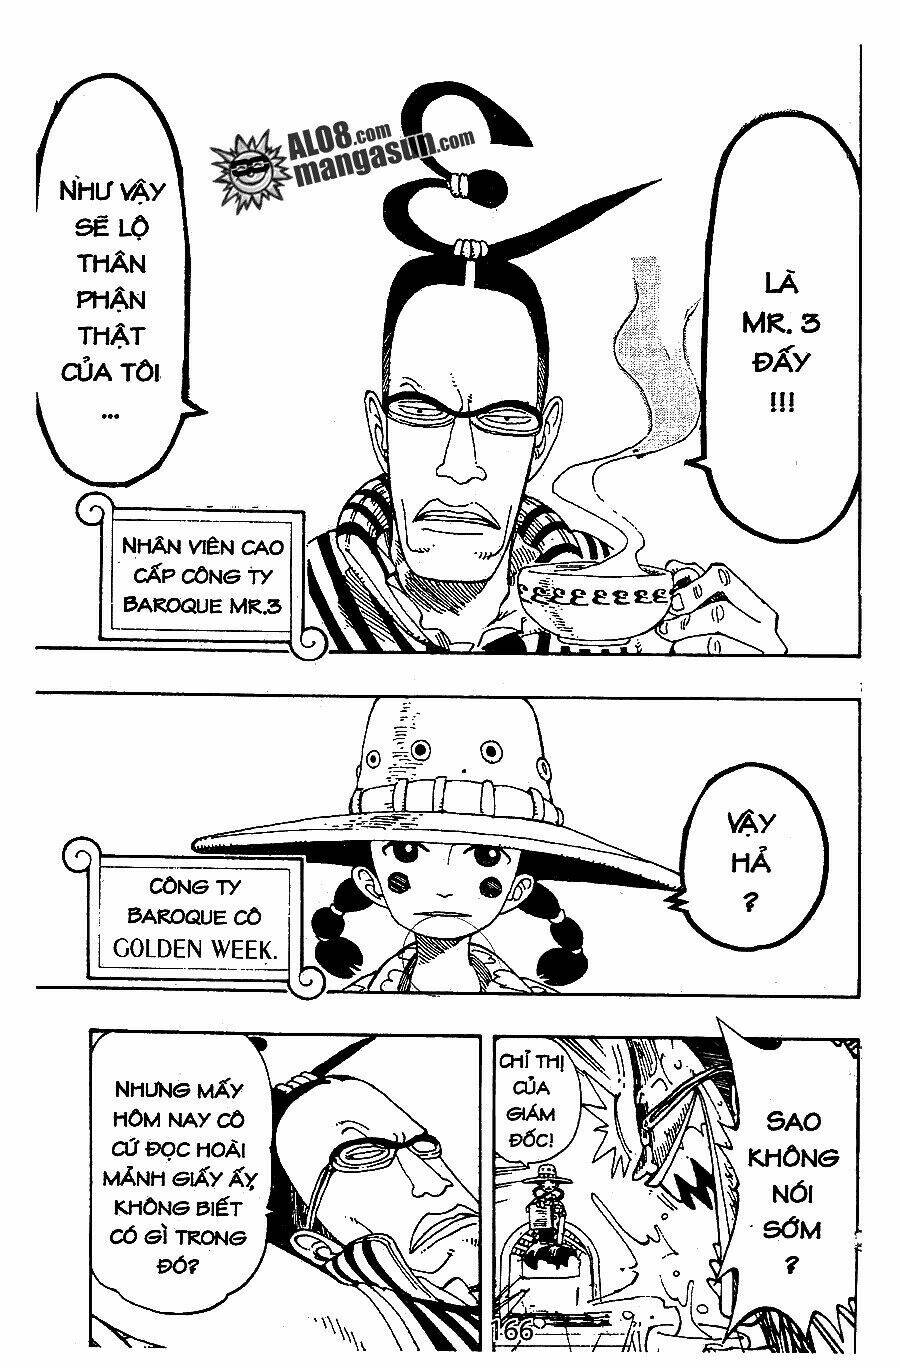 AL08.com
mangasun.com
LÀ
MR. 3
ĐẤY
!!!
NHƯ VẬY
SẼ LỘ
THÂN
PHẬN
THẬT
CỦA TÔI
...
NHÂN VIÊN CAO
CẤP CÔNG TY
BAROQUE MR.3
VẬY
HẢ
?
CÔNG TY
BAROQUE CÔ
GOLDEN WEEK.
SAO
KHÔNG
NÓI
SỚM
?
CHỈ THỊ
CỦA
GIÁM
ĐỐC!
166
NHƯNG MẤY
HÔM NAY CÔ
CỨ ĐỌC HOÀI
MẢNH GIẤY ẤY,
KHÔNG BIẾT
CÓ GÌ TRONG
ĐÓ?